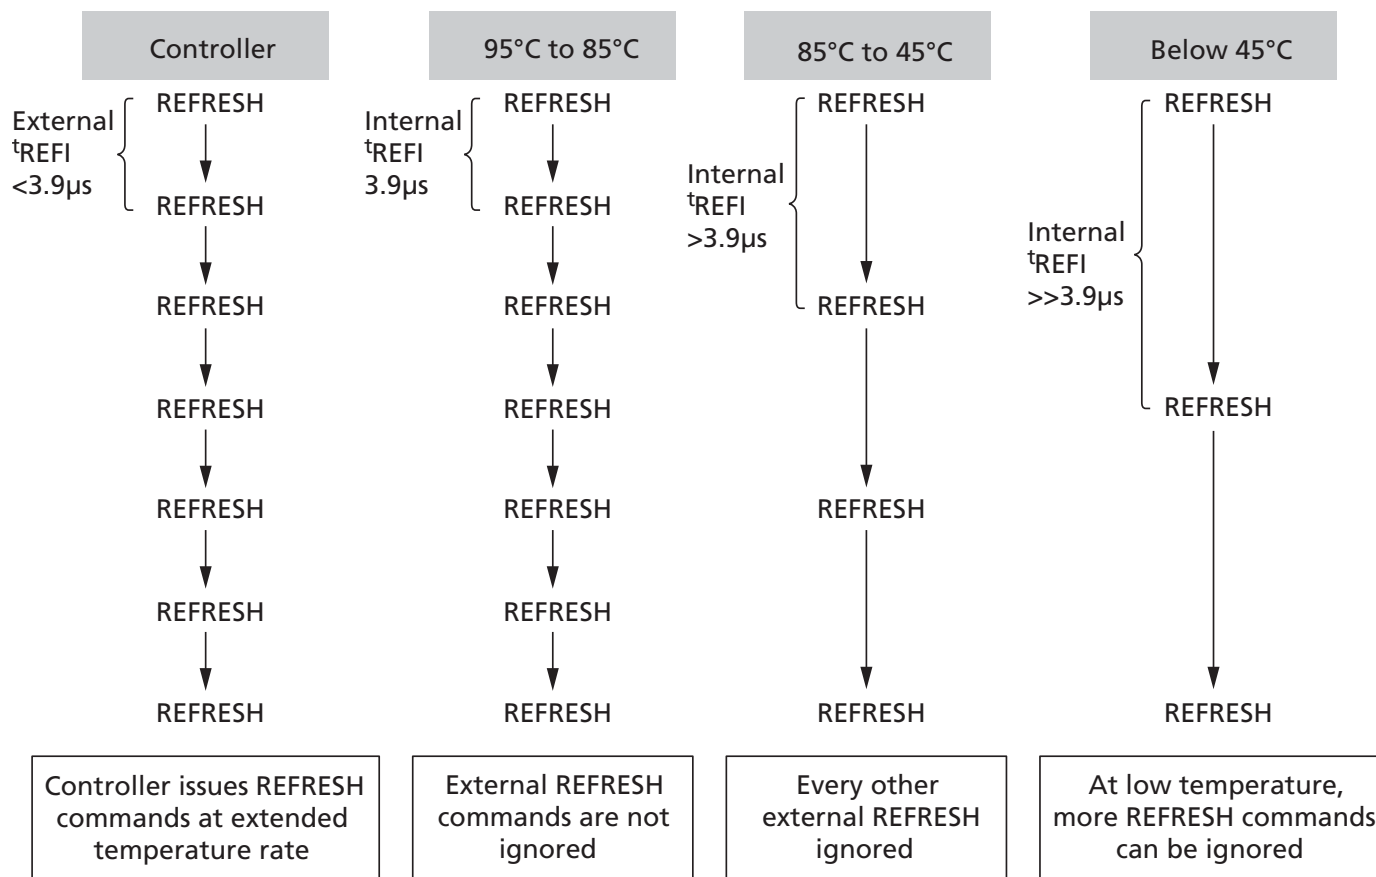 Controller
95°C to 85°C
85°C to 45°C
Below 45°C
External
tREFI
<3.9µs
REFRESH
REFRESH
REFRESH
REFRESH
REFRESH
REFRESH
REFRESH
Internal
tREFI
3.9µs
REFRESH
REFRESH
REFRESH
REFRESH
REFRESH
REFRESH
REFRESH
Internal
tREFI
>3.9µs
REFRESH
REFRESH
REFRESH
REFRESH
Internal
tREFI
>>3.9µs
REFRESH
REFRESH
REFRESH
Controller issues REFRESH
commands at extended
temperature rate
External REFRESH
commands are not
ignored
Every other
external REFRESH
ignored
At low temperature,
more REFRESH commands
can be ignored